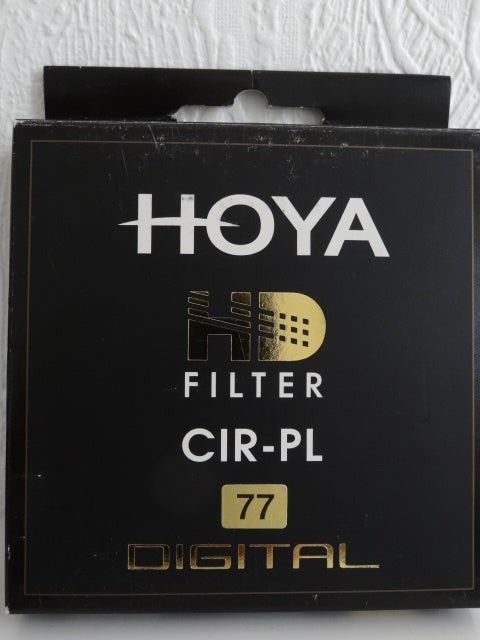 HOYA
HD
FILTER
CIR-PL
77
DIGITAL